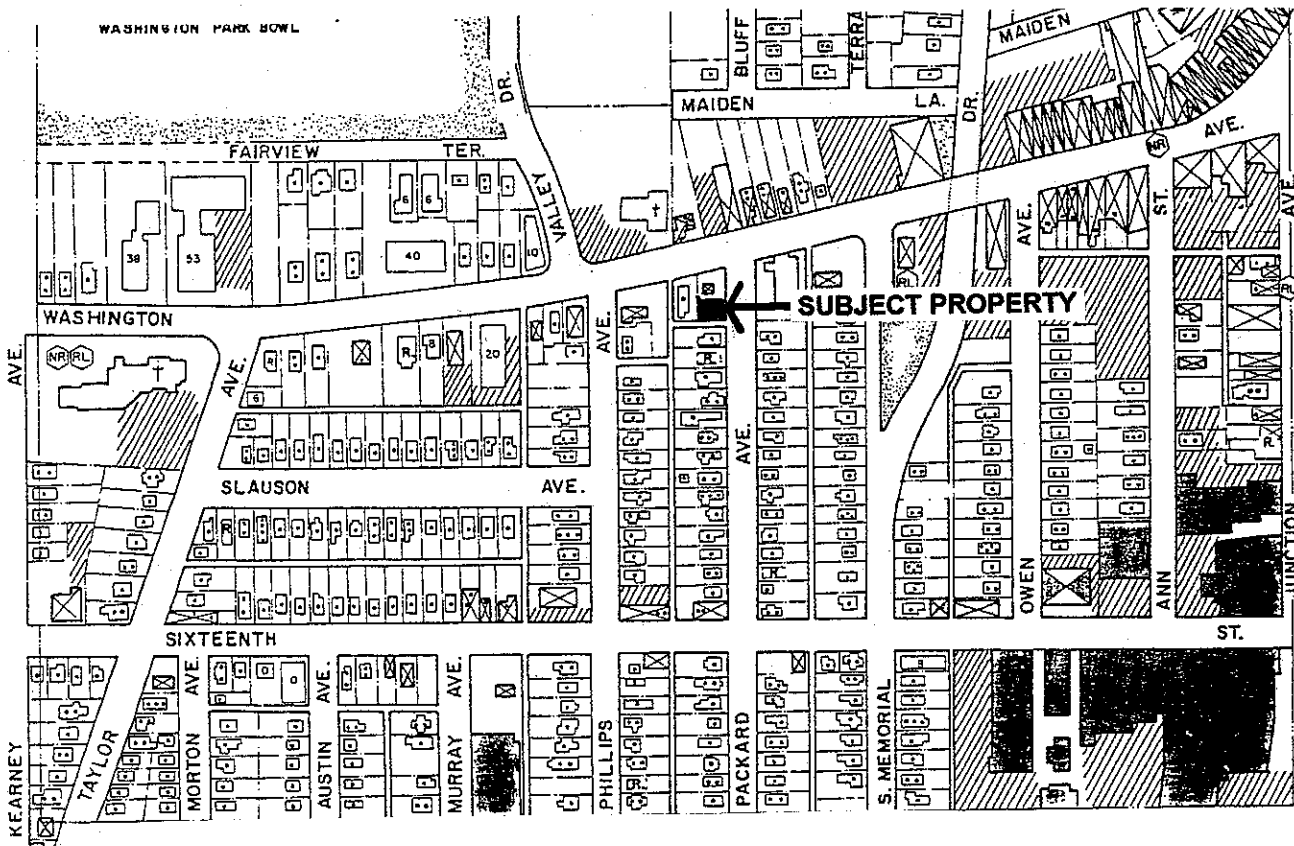 WASHINGTON PARK BOWL
DR.
BLUFF
TERRA
MAIDEN
MAIDEN LA.
DR.
NR
AVE.
FAIRVIEW TER.
VALLEY
6 6
38
53
40
10
ST.
AVE.
AVE.
RL
RL
WASHINGTON
SUBJECT PROPERTY
AVE.
NR RL
AVE.
AVE.
R
8
20
R
6
R
AVE.
SLAUSON AVE.
R
R
OWEN
ANN
JUNCTION
SIXTEENTH ST.
AVE.
AVE.
AVE.
8
KEARNEY
TAYLOR
MORTON
AUSTIN
MURRAY
PHILLIPS
R
PACKARD
S. MEMORIAL